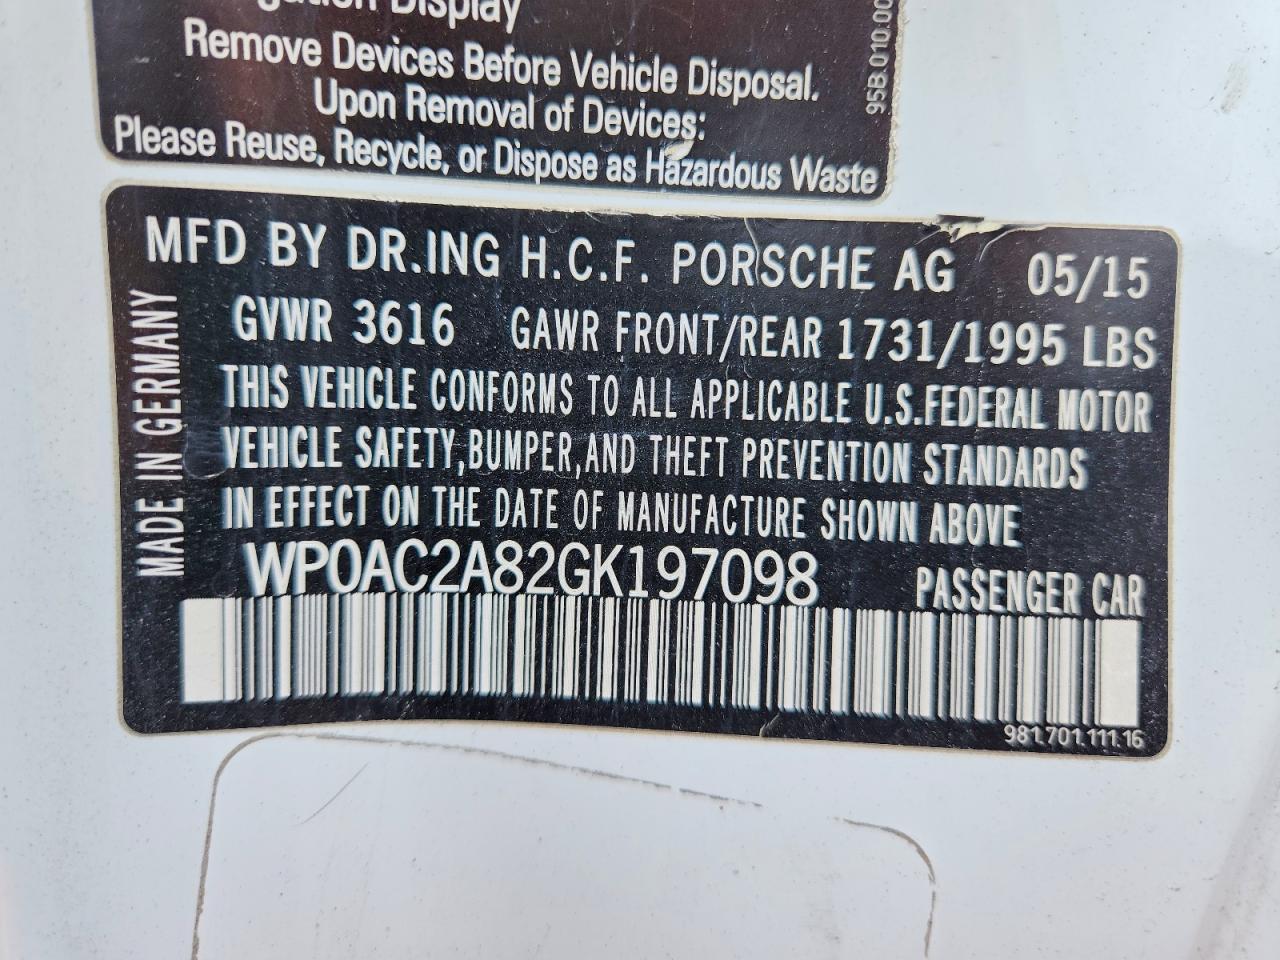 Display
Remove Devices Before Vehicle Disposal.
Upon Removal of Devices:
Please Reuse, Recycle, or Dispose as Hazardous Waste
95B.010.00
MFD BY DR.ING H.C.F. PORSCHE AG 05/15
GVWR 3616 GAWR FRONT/REAR 1731/1995 LBS
THIS VEHICLE CONFORMS TO ALL APPLICABLE U.S.FEDERAL MOTOR
VEHICLE SAFETY,BUMPER,AND THEFT PREVENTION STANDARDS
IN EFFECT ON THE DATE OF MANUFACTURE SHOWN ABOVE
WP0AC2A82GK197098 PASSENGER CAR
MADE IN GERMANY
981.701.111.16